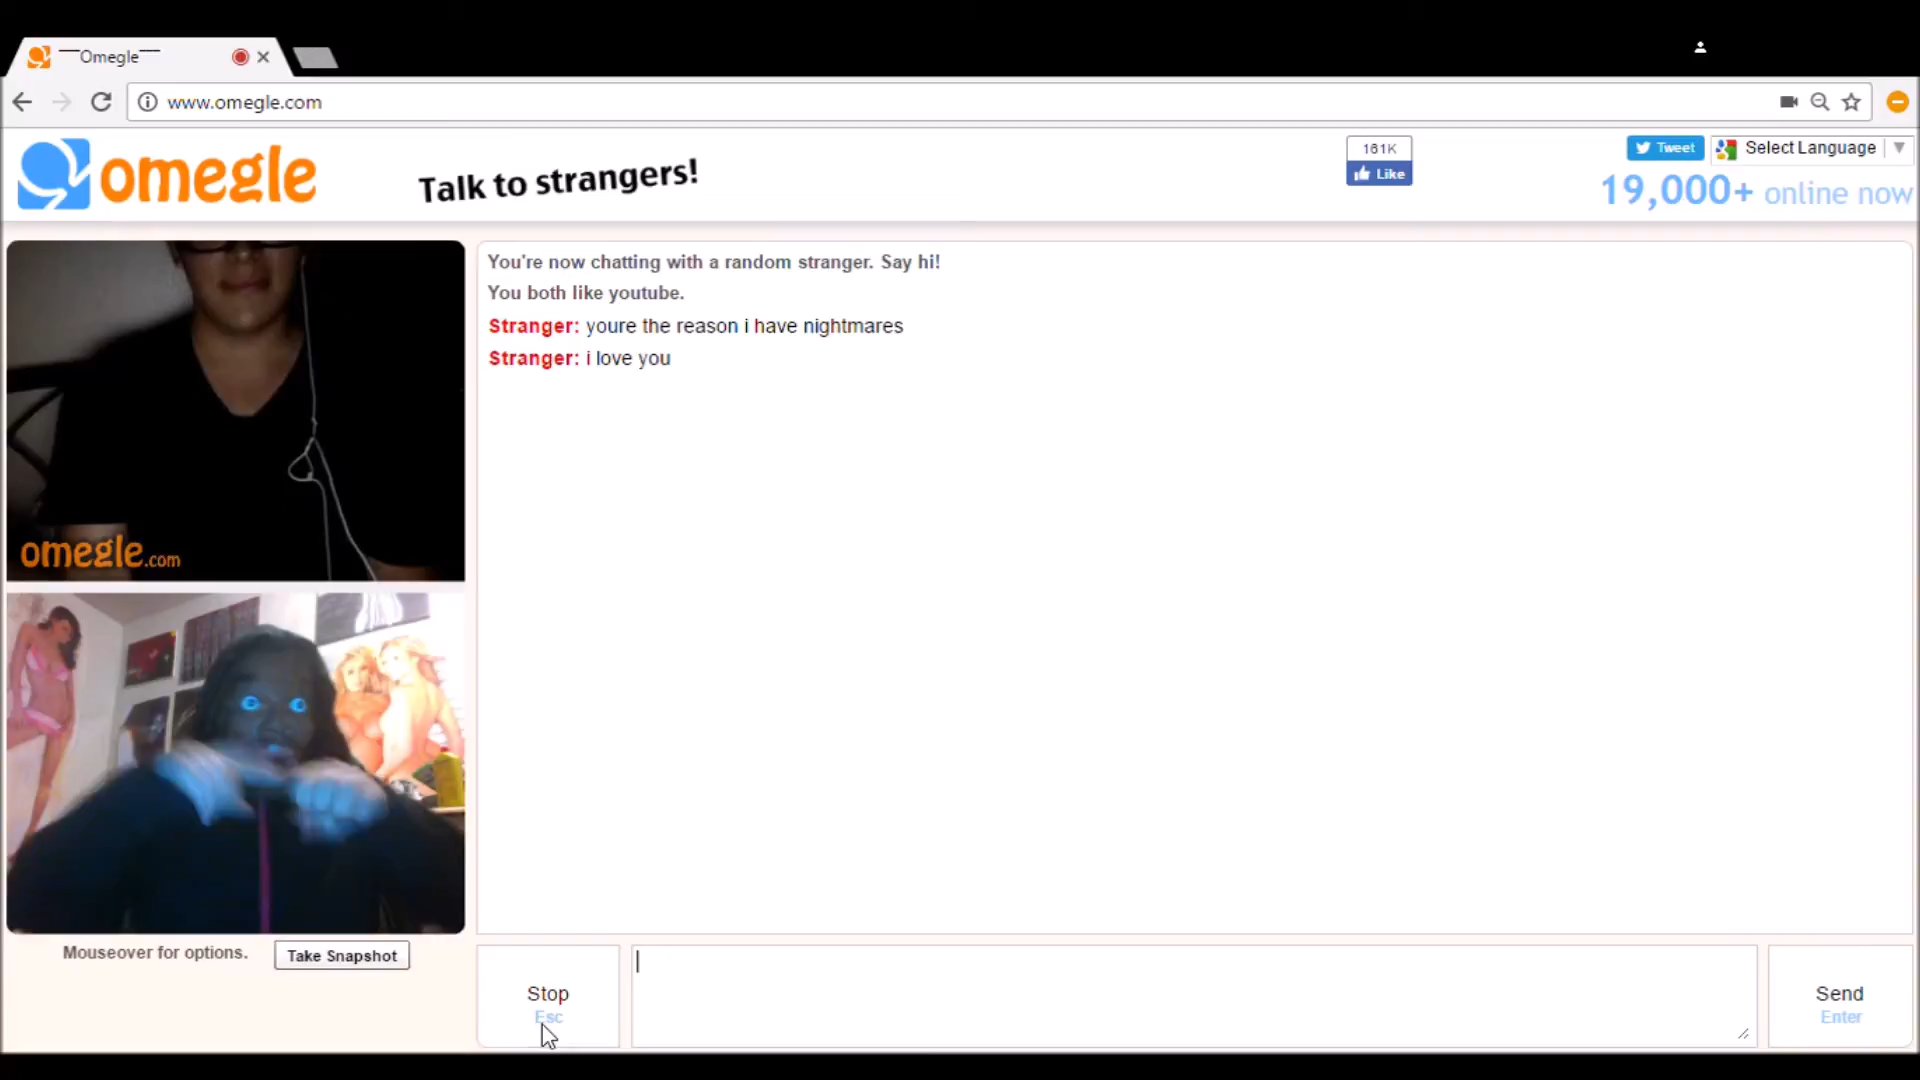 Omegle
www.omegle.com
omegle
Talk to strangers!
161K
Like
Tweet
Select Language
19,000+ online now
You're now chatting with a random stranger. Say hi!
You both like youtube.
Stranger: youre the reason i have nightmares
Stranger: i love you
omegle.com
Mouseover for options.
Take Snapshot
Stop
Esc
Send
Enter